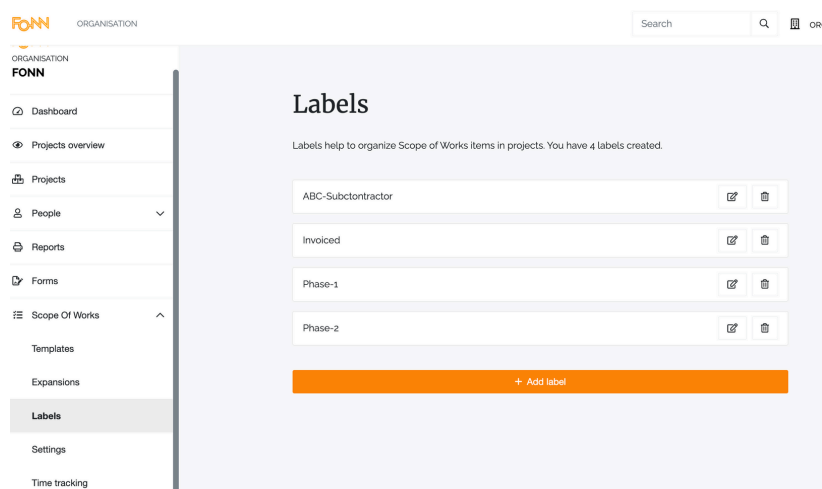 FONN
ORGANISATION
Search
ORGANISATION
FONN
Dashboard
Projects overview
Projects
People
Reports
Forms
Scope Of Works
Templates
Expansions
Labels
Settings
Time tracking
Labels
Labels help to organize Scope of Works items in projects. You have 4 labels created.
ABC-Subctontractor
Invoiced
Phase-1
Phase-2
+ Add label